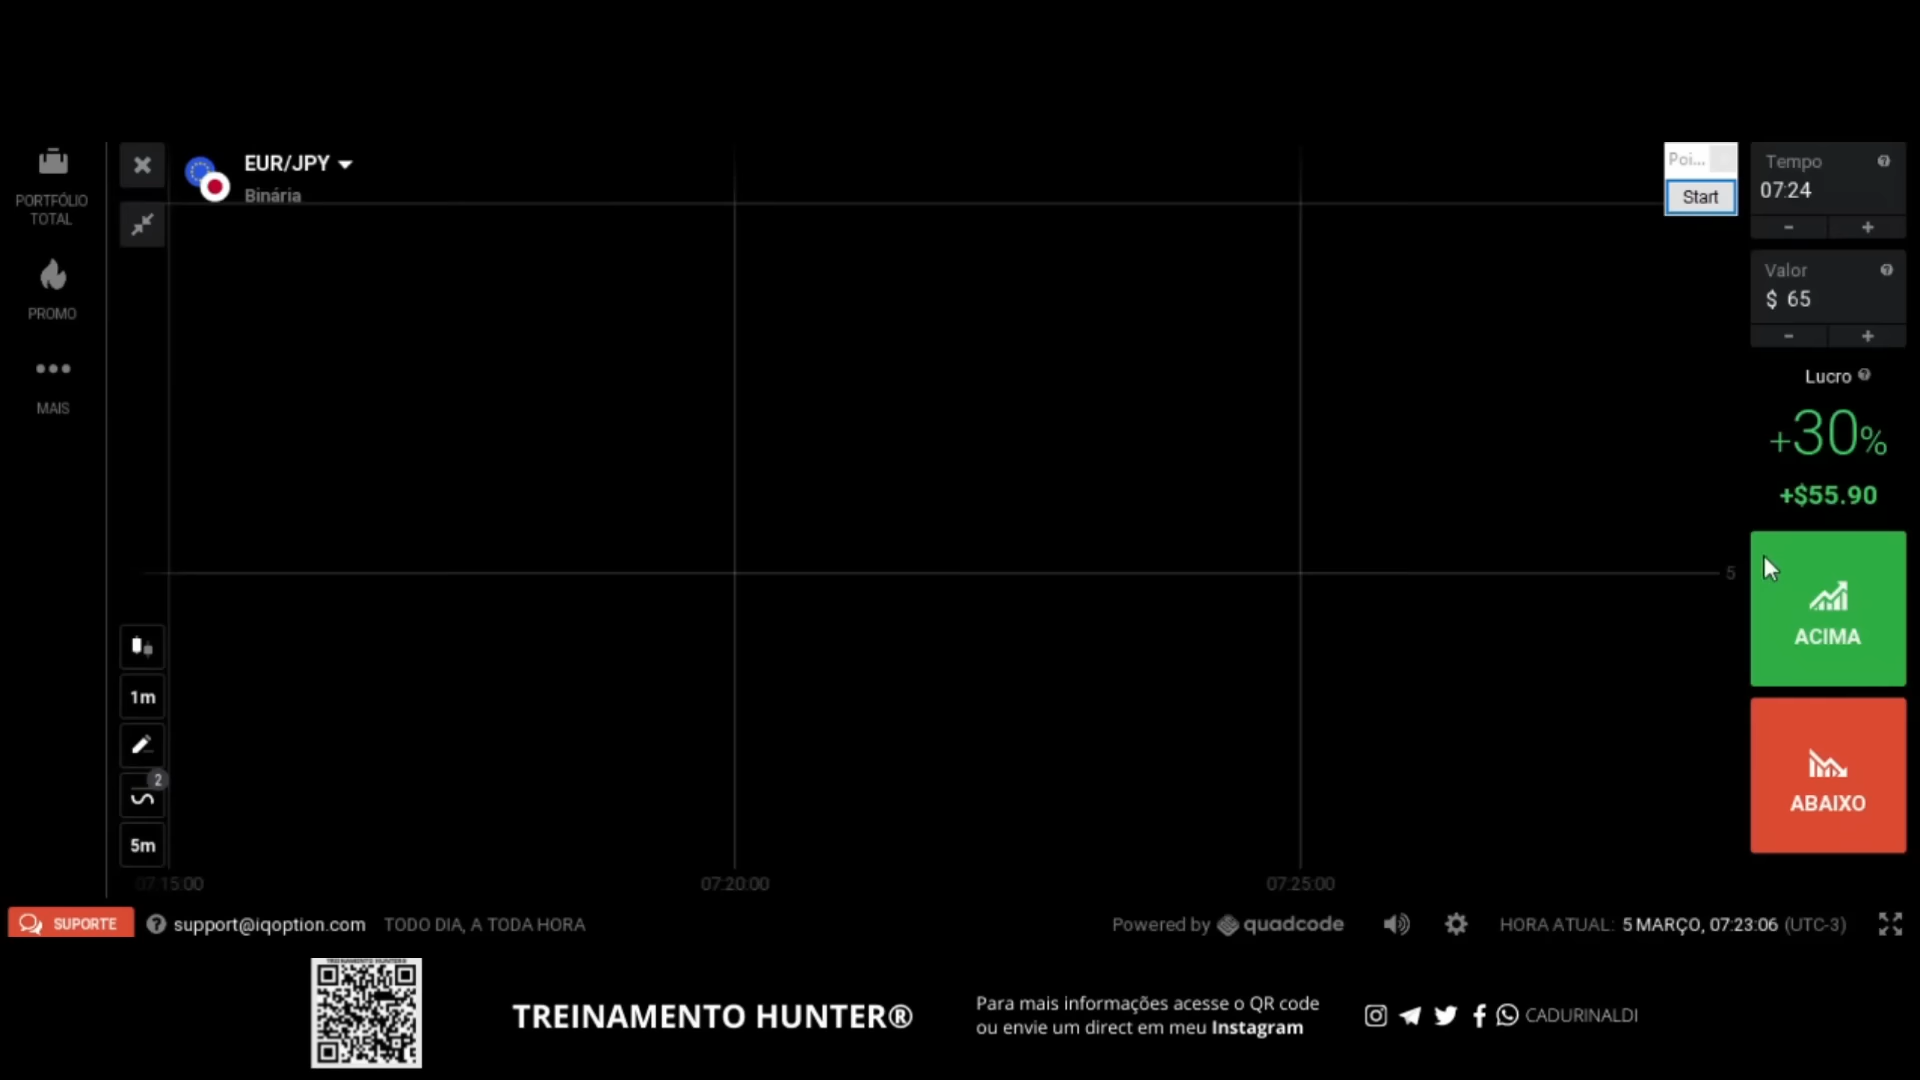 EUR/JPY
Binária
Poi...
Start
Tempo
07:24
- +
Valor
$ 65
- +
Lucro
+30%
+$55.90
ACIMA
ABAIXO
PORTFÓLIO
TOTAL
PROMO
MAIS
1m
2
5m
5
07:15:00
07:20:00
07:25:00
SUPORTE
support@iqoption.com
TODO DIA, A TODA HORA
Powered by quadcode
HORA ATUAL: 5 MARÇO, 07:23:06 (UTC-3)
TREINAMENTO HUNTER®
TREINAMENTO HUNTER®
Para mais informações acesse o QR code
ou envie um direct em meu Instagram
CADURINALDI